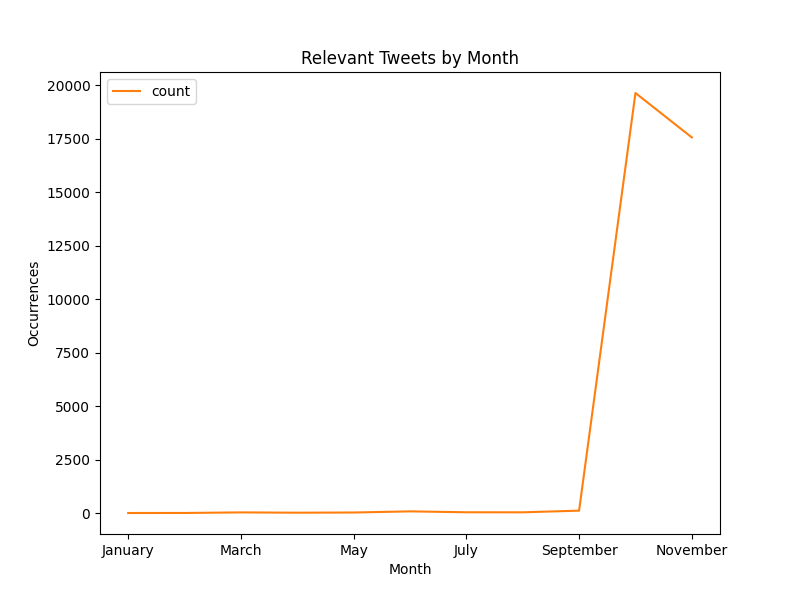 Relevant Tweets by Month
count
20000
17500
15000
12500
10000
7500
5000
2500
0
Occurrences
January March May July September November
Month